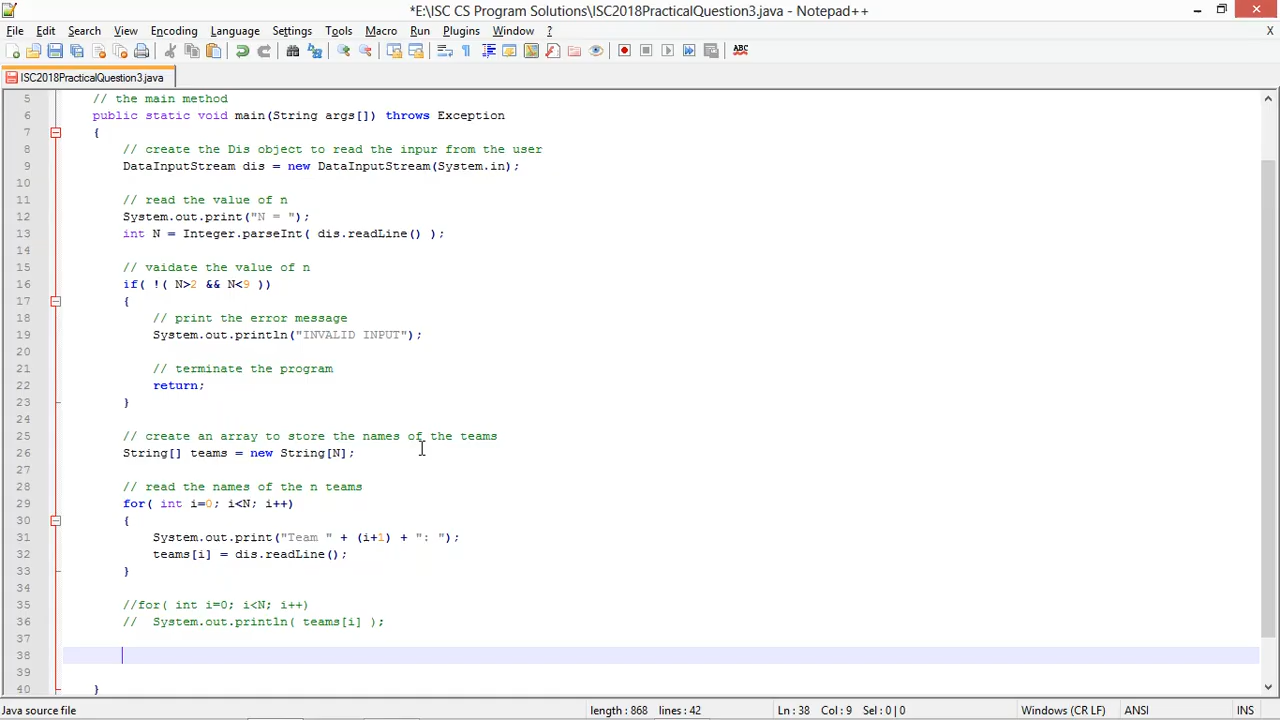 *E:\ISC CS Program Solutions\ISC2018PracticalQuestion3.java - Notepad++
File Edit Search View Encoding Language Settings Tools Macro Run Plugins Window ? X
ISC2018PracticalQuestion3.java
5 // the main method
6 public static void main(String args[]) throws Exception
7 {
8 // create the Dis object to read the inpur from the user
9 DataInputStream dis = new DataInputStream(System.in);
10
11 // read the value of n
12 System.out.print("N = ");
13 int N = Integer.parseInt( dis.readLine() );
14
15 // vaidate the value of n
16 if( !( N>2 && N<9 ))
17 {
18 // print the error message
19 System.out.println("INVALID INPUT");
20
21 // terminate the program
22 return;
23 }
24
25 // create an array to store the names of the teams
26 String[] teams = new String[N];
27
28 // read the names of the n teams
29 for( int i=0; i<N; i++)
30 {
31 System.out.print("Team " + (i+1) + ": ");
32 teams[i] = dis.readLine();
33 }
34
35 //for( int i=0; i<N; i++)
36 //  System.out.println( teams[i] );
37
38
39
40 }
Java source file length : 868 lines : 42 Ln : 38 Col : 9 Sel : 0 | 0 Windows (CR LF) ANSI INS